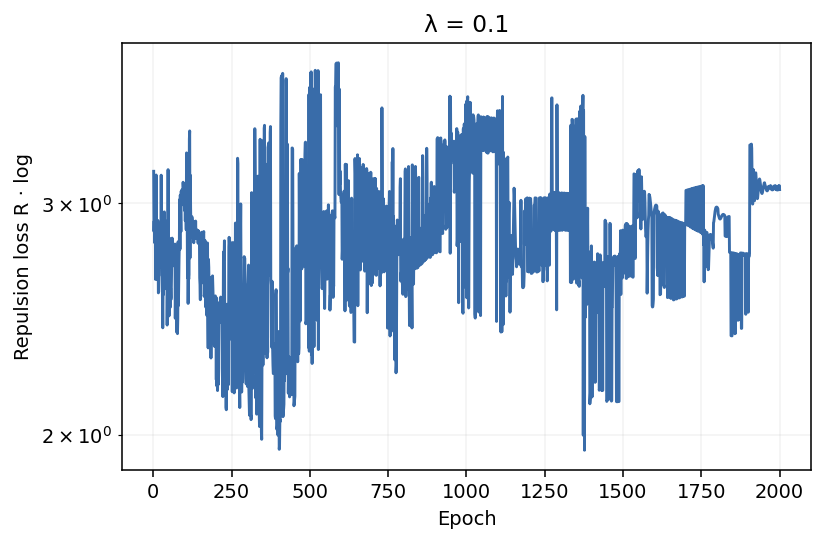 λ = 0.1
Repulsion loss R · log
3 × 10⁰
2 × 10⁰
0 250 500 750 1000 1250 1500 1750 2000
Epoch